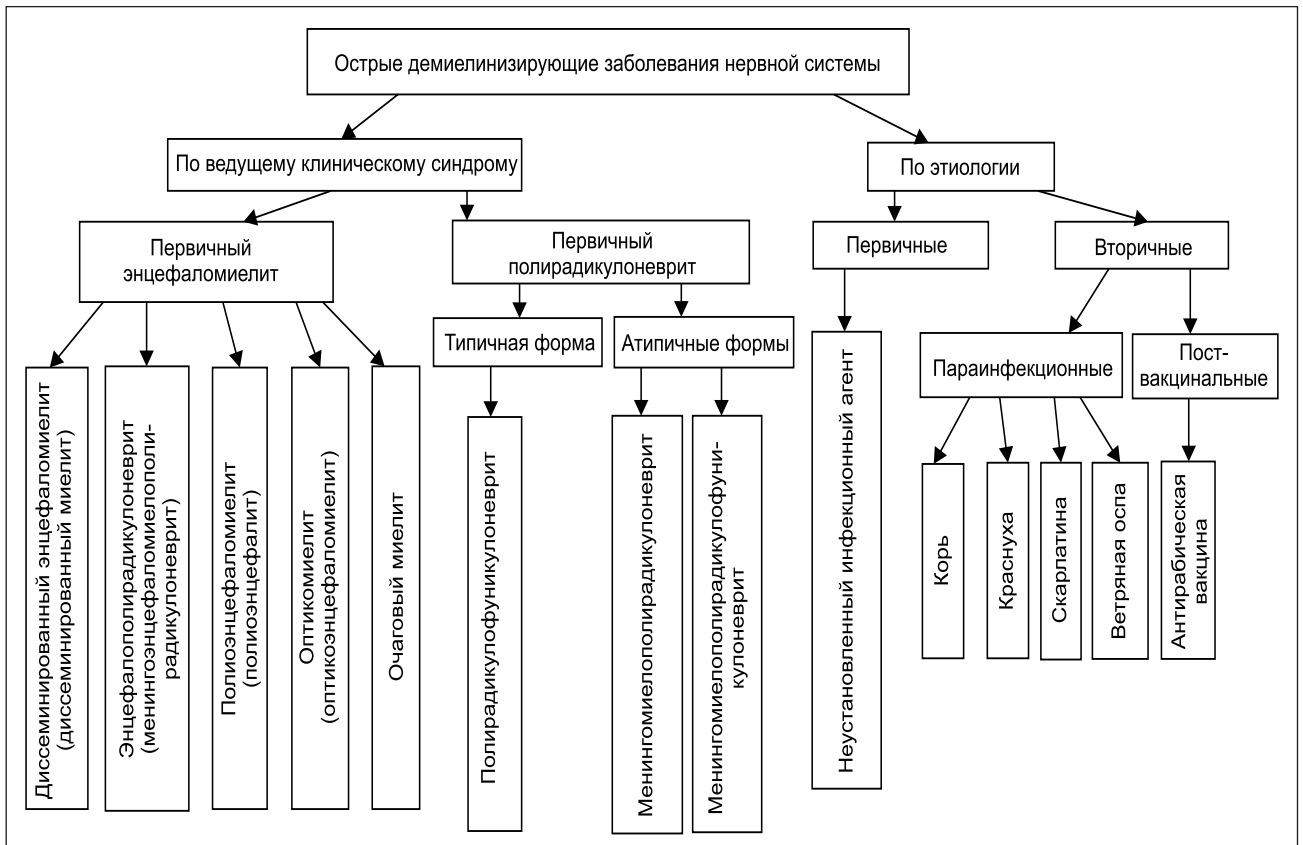 Острые демиелинизирующие заболевания нервной системы
По ведущему клиническому синдрому
По этиологии
Первичный
энцефаломиелит
Первичный
полирадикулоневрит
Первичные
Вторичные
Типичная форма
Атипичные формы
Параинфекционные
Пост-
вакцинальные
Диссеминированный энцефаломиелит
(диссеминированный миелит)
Энцефалополирадикулоневрит
(менингоэнцефаломиелополи-
радикулоневрит)
Полиоэнцефаломиелит
(полиоэнцефалит)
Оптикомиелит
(оптикоэнцефаломиелит)
Очаговый миелит
Полирадикулофуникулоневрит
Менингомиелополирадикулоневрит
Менингомиелополирадикулофуни-
кулоневрит
Неустановленный инфекционный агент
Корь
Краснуха
Скарлатина
Ветряная оспа
Антирабическая
вакцина